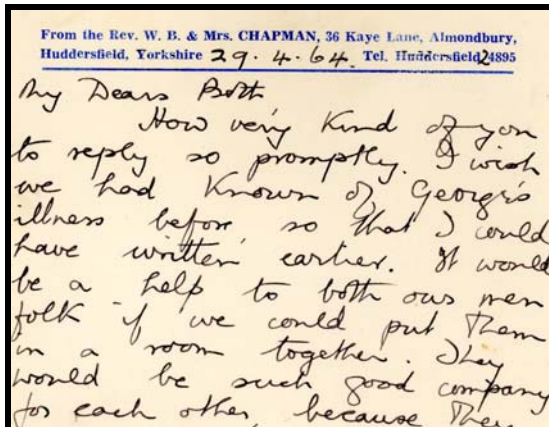 From the Rev. W. B. & Mrs. CHAPMAN, 36 Kaye Lane, Almondbury,
Huddersfield, Yorkshire 29.4.64. Tel. Huddersfield 24895
My Dears Both
How very kind of you
to reply so promptly. I wish
we had known of George's
illness before so that I could
have written earlier. It would
be a help to both our men
folk if we could put them
in a room together. They
would be such good company
for each other, because they